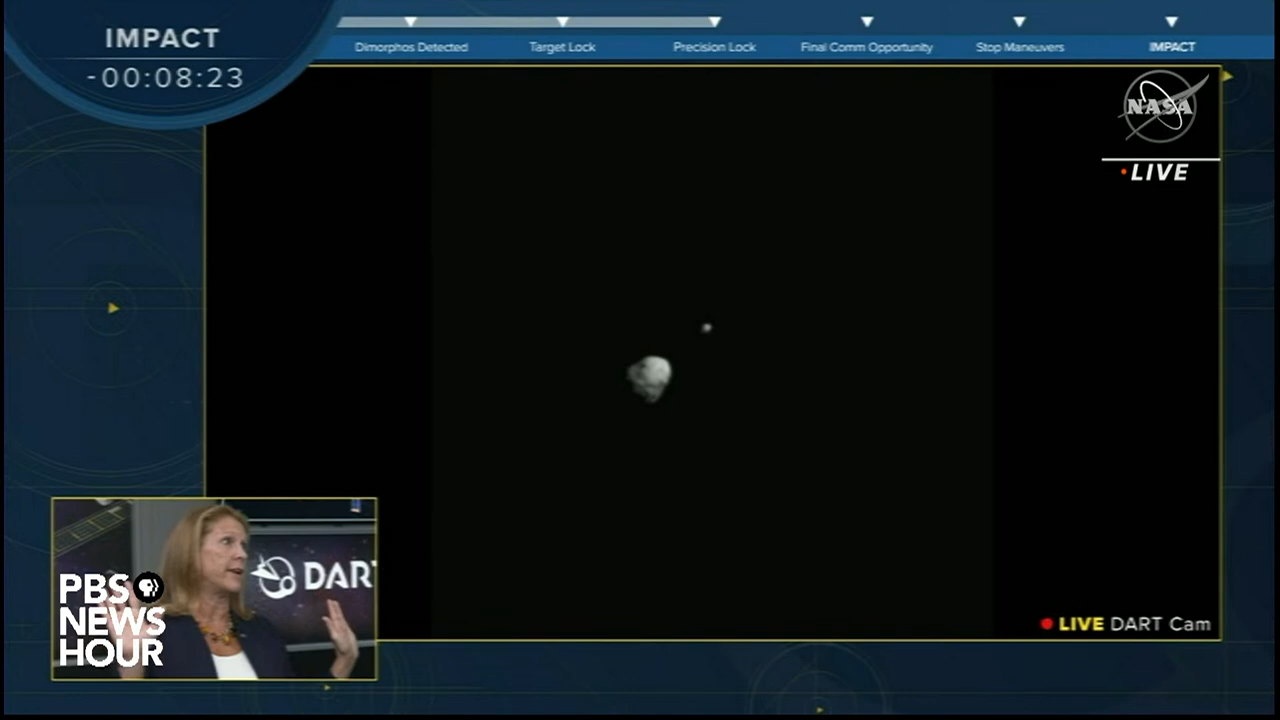 IMPACT
-00:08:23
Dimorphos Detected
Target Lock
Precision Lock
Final Comm Opportunity
Stop Maneuvers
IMPACT
NASA
LIVE
DART
PBS
NEWS
HOUR
LIVE DART Cam